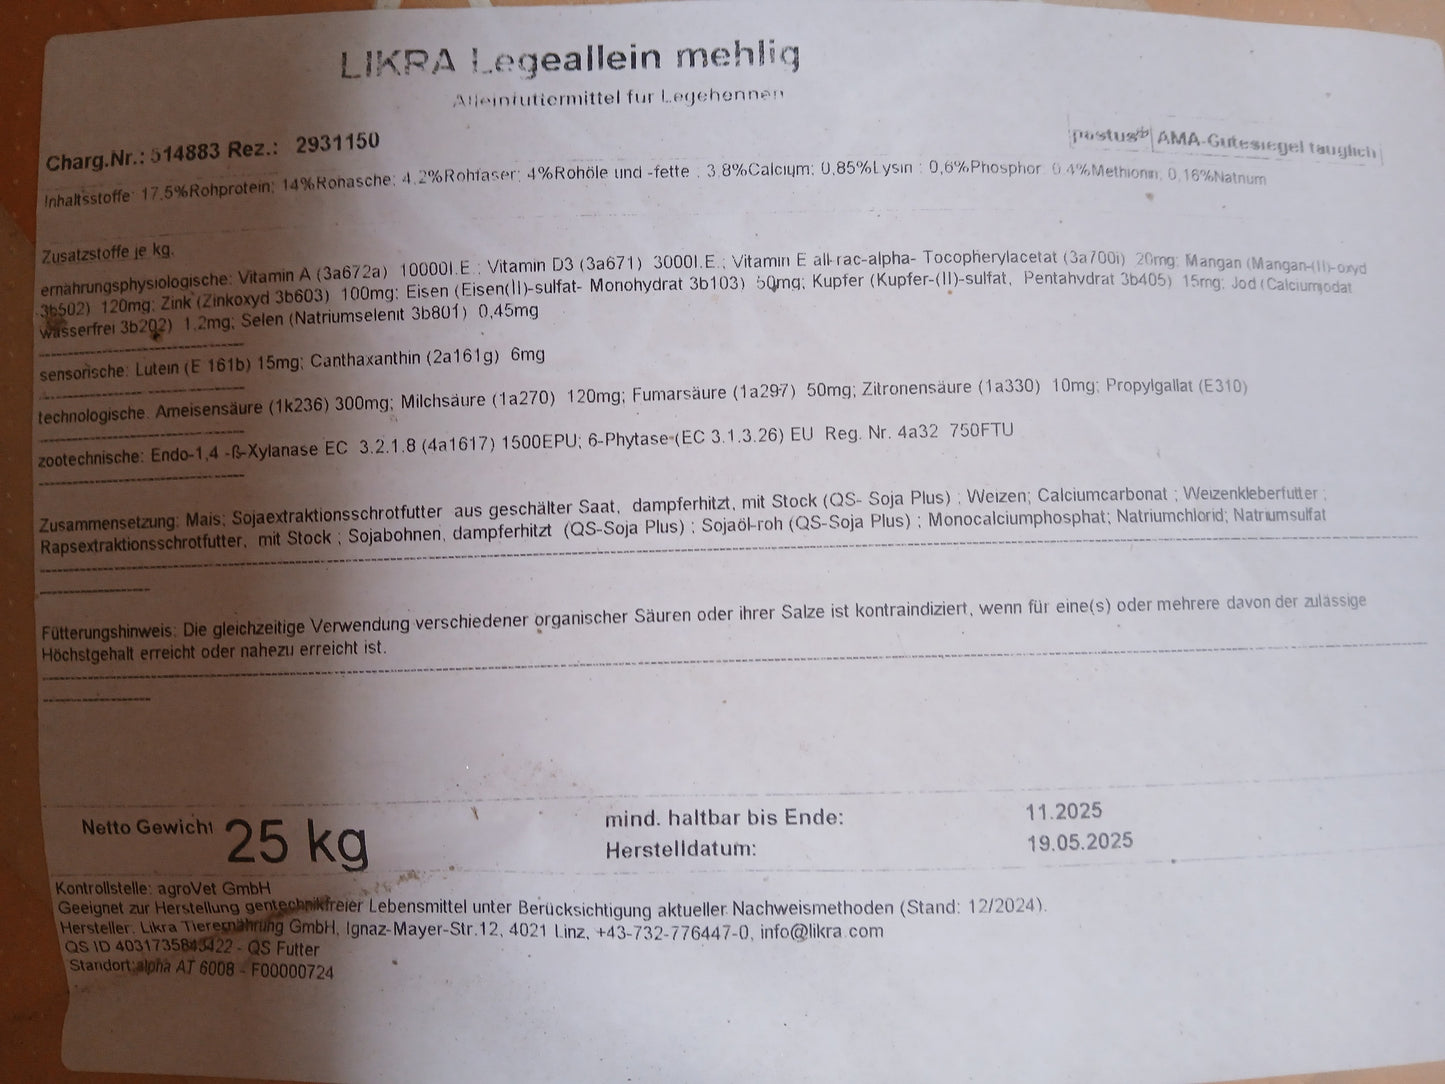 LIKRA Legeallein mehlig
Alleinfuttermittel fur Legehennen
Charg.Nr.: 514883 Rez.: 2931150
pastus AMA-Gutesiegel tauglich
Inhaltsstoffe: 17,5%Rohprotein; 14%Rohasche; 4,2%Rohfaser; 4%Rohöle und -fette ; 3,8%Calcium; 0,85%Lysin ; 0,6%Phosphor; 0,4%Methionin; 0,16%Natrium
Zusatzstoffe je kg.
ernährungsphysiologische: Vitamin A (3a672a) 10000I.E.; Vitamin D3 (3a671) 3000I.E.; Vitamin E all-rac-alpha- Tocopherylacetat (3a700i) 20mg; Mangan (Mangan-(II)-oxyd
3b502) 120mg; Zink (Zinkoxyd 3b603) 100mg; Eisen (Eisen(II)-sulfat- Monohydrat 3b103) 50mg; Kupfer (Kupfer-(II)-sulfat, Pentahydrat 3b405) 15mg; Jod (Calciumjodat
wasserfrei 3b202) 1,2mg; Selen (Natriumselenit 3b801) 0,45mg
sensorische: Lutein (E 161b) 15mg; Canthaxanthin (2a161g) 6mg
technologische: Ameisensäure (1k236) 300mg; Milchsäure (1a270) 120mg; Fumarsäure (1a297) 50mg; Zitronensäure (1a330) 10mg; Propylgallat (E310)
zootechnische: Endo-1,4 -ß-Xylanase EC 3.2.1.8 (4a1617) 1500EPU; 6-Phytase-(EC 3.1.3.26) EU Reg. Nr. 4a32 750FTU
Zusammensetzung: Mais; Sojaextraktionsschrotfutter aus geschälter Saat, dampferhitzt, mit Stock (QS- Soja Plus) ; Weizen; Calciumcarbonat ; Weizenkleberfutter ;
Rapsextraktionsschrotfutter, mit Stock ; Sojabohnen, dampferhitzt (QS-Soja Plus) ; Sojaöl-roh (QS-Soja Plus) ; Monocalciumphosphat; Natriumchlorid; Natriumsulfat
Fütterungshinweis: Die gleichzeitige Verwendung verschiedener organischer Säuren oder ihrer Salze ist kontraindiziert, wenn für eine(s) oder mehrere davon der zulässige
Höchstgehalt erreicht oder nahezu erreicht ist.
Netto Gewicht 25 kg
mind. haltbar bis Ende: 11.2025
Herstelldatum: 19.05.2025
Kontrollstelle: agroVet GmbH
Geeignet zur Herstellung gentechnikfreier Lebensmittel unter Berücksichtigung aktueller Nachweismethoden (Stand: 12/2024).
Hersteller: Likra Tierernährung GmbH, Ignaz-Mayer-Str.12, 4021 Linz, +43-732-776447-0, info@likra.com
QS ID 4031735843422 - QS Futter
Standort:alpha AT 6008 - F00000724